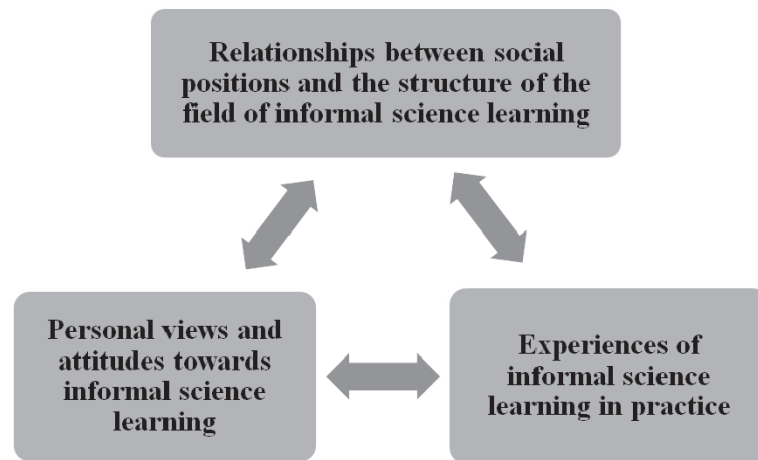 Relationships between social
positions and the structure of the
field of informal science learning
Personal views and
attitudes towards
informal science
learning
Experiences of
informal science
learning in practice